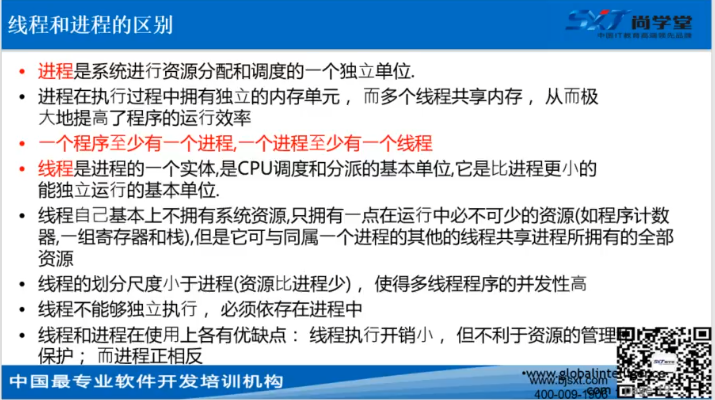 线程和进程的区别
SXT 尚学堂
中国IT教育高端领先品牌
• 进程是系统进行资源分配和调度的一个独立单位.
• 进程在执行过程中拥有独立的内存单元 ，而多个线程共享内存 ，从而极
大地提高了程序的运行效率
• 一个程序至少有一个进程,一个进程至少有一个线程
• 线程是进程的一个实体,是CPU调度和分派的基本单位,它是比进程更小的
能独立运行的基本单位.
• 线程自己基本上不拥有系统资源,只拥有一点在运行中必不可少的资源(如程序计数
器,一组寄存器和栈),但是它可与同属一个进程的其他的线程共享进程所拥有的全部
资源
• 线程的划分尺度小于进程(资源比进程少) ，使得多线程程序的并发性高
• 线程不能够独立执行 ，必须依存在进程中
• 线程和进程在使用上各有优缺点 ：线程执行开销小 ，但不利于资源的管理
保护 ；而进程正相反
中国最专业软件开发培训机构
www.bjsxt.com
400-009-1906